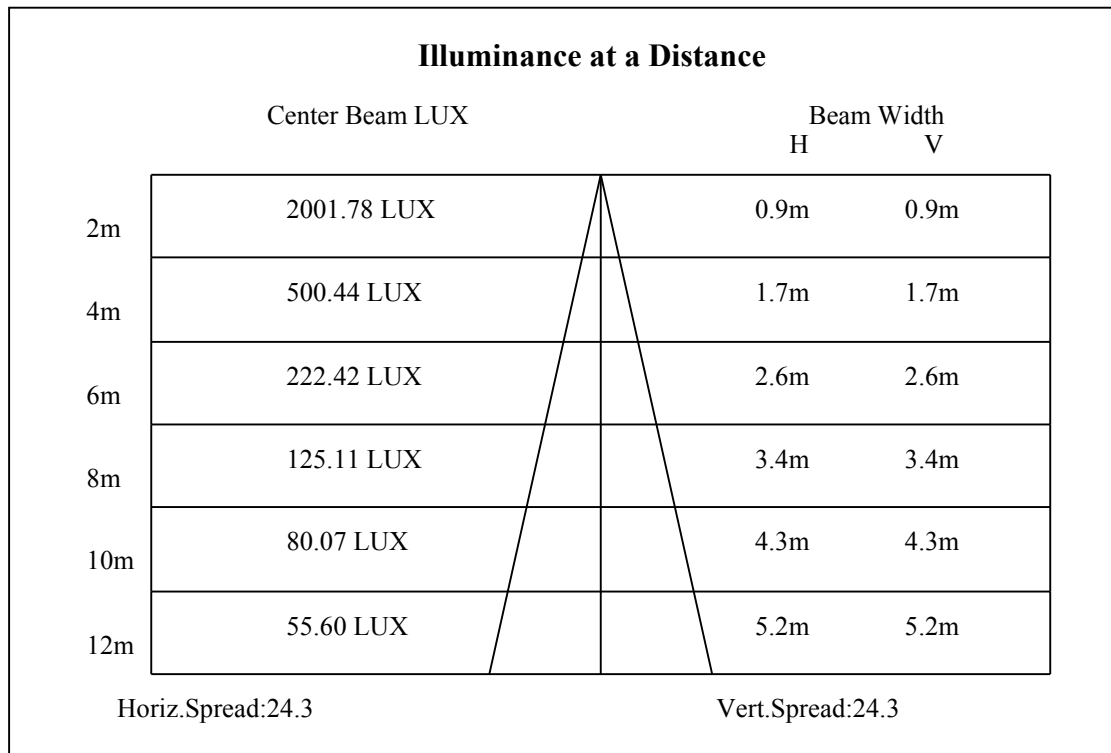 Illuminance at a Distance
Center Beam LUX Beam Width
H V
2m 2001.78 LUX 0.9m 0.9m
4m 500.44 LUX 1.7m 1.7m
6m 222.42 LUX 2.6m 2.6m
8m 125.11 LUX 3.4m 3.4m
10m 80.07 LUX 4.3m 4.3m
12m 55.60 LUX 5.2m 5.2m
Horiz.Spread:24.3 Vert.Spread:24.3